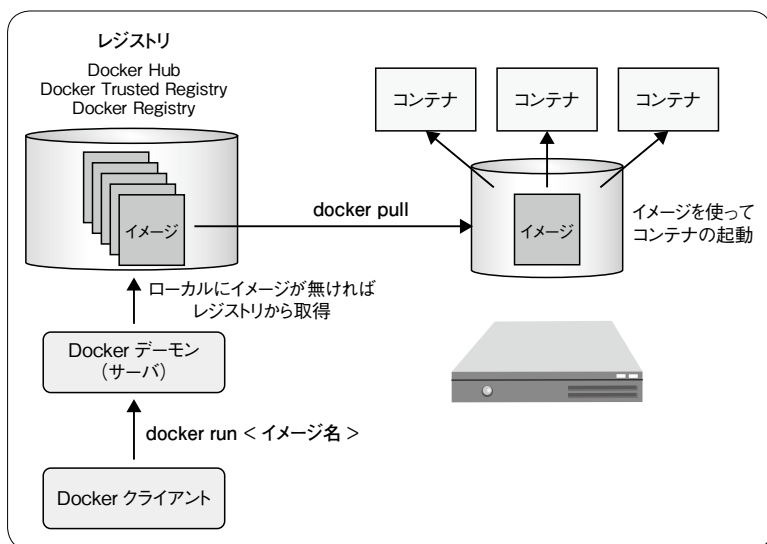 レジストリ
Docker Hub
Docker Trusted Registry
Docker Registry
イメージ
docker pull
コンテナ
コンテナ
コンテナ
イメージ
イメージを使って
コンテナの起動
ローカルにイメージが無ければ
レジストリから取得
Docker デーモン
(サーバ)
docker run < イメージ名 >
Docker クライアント